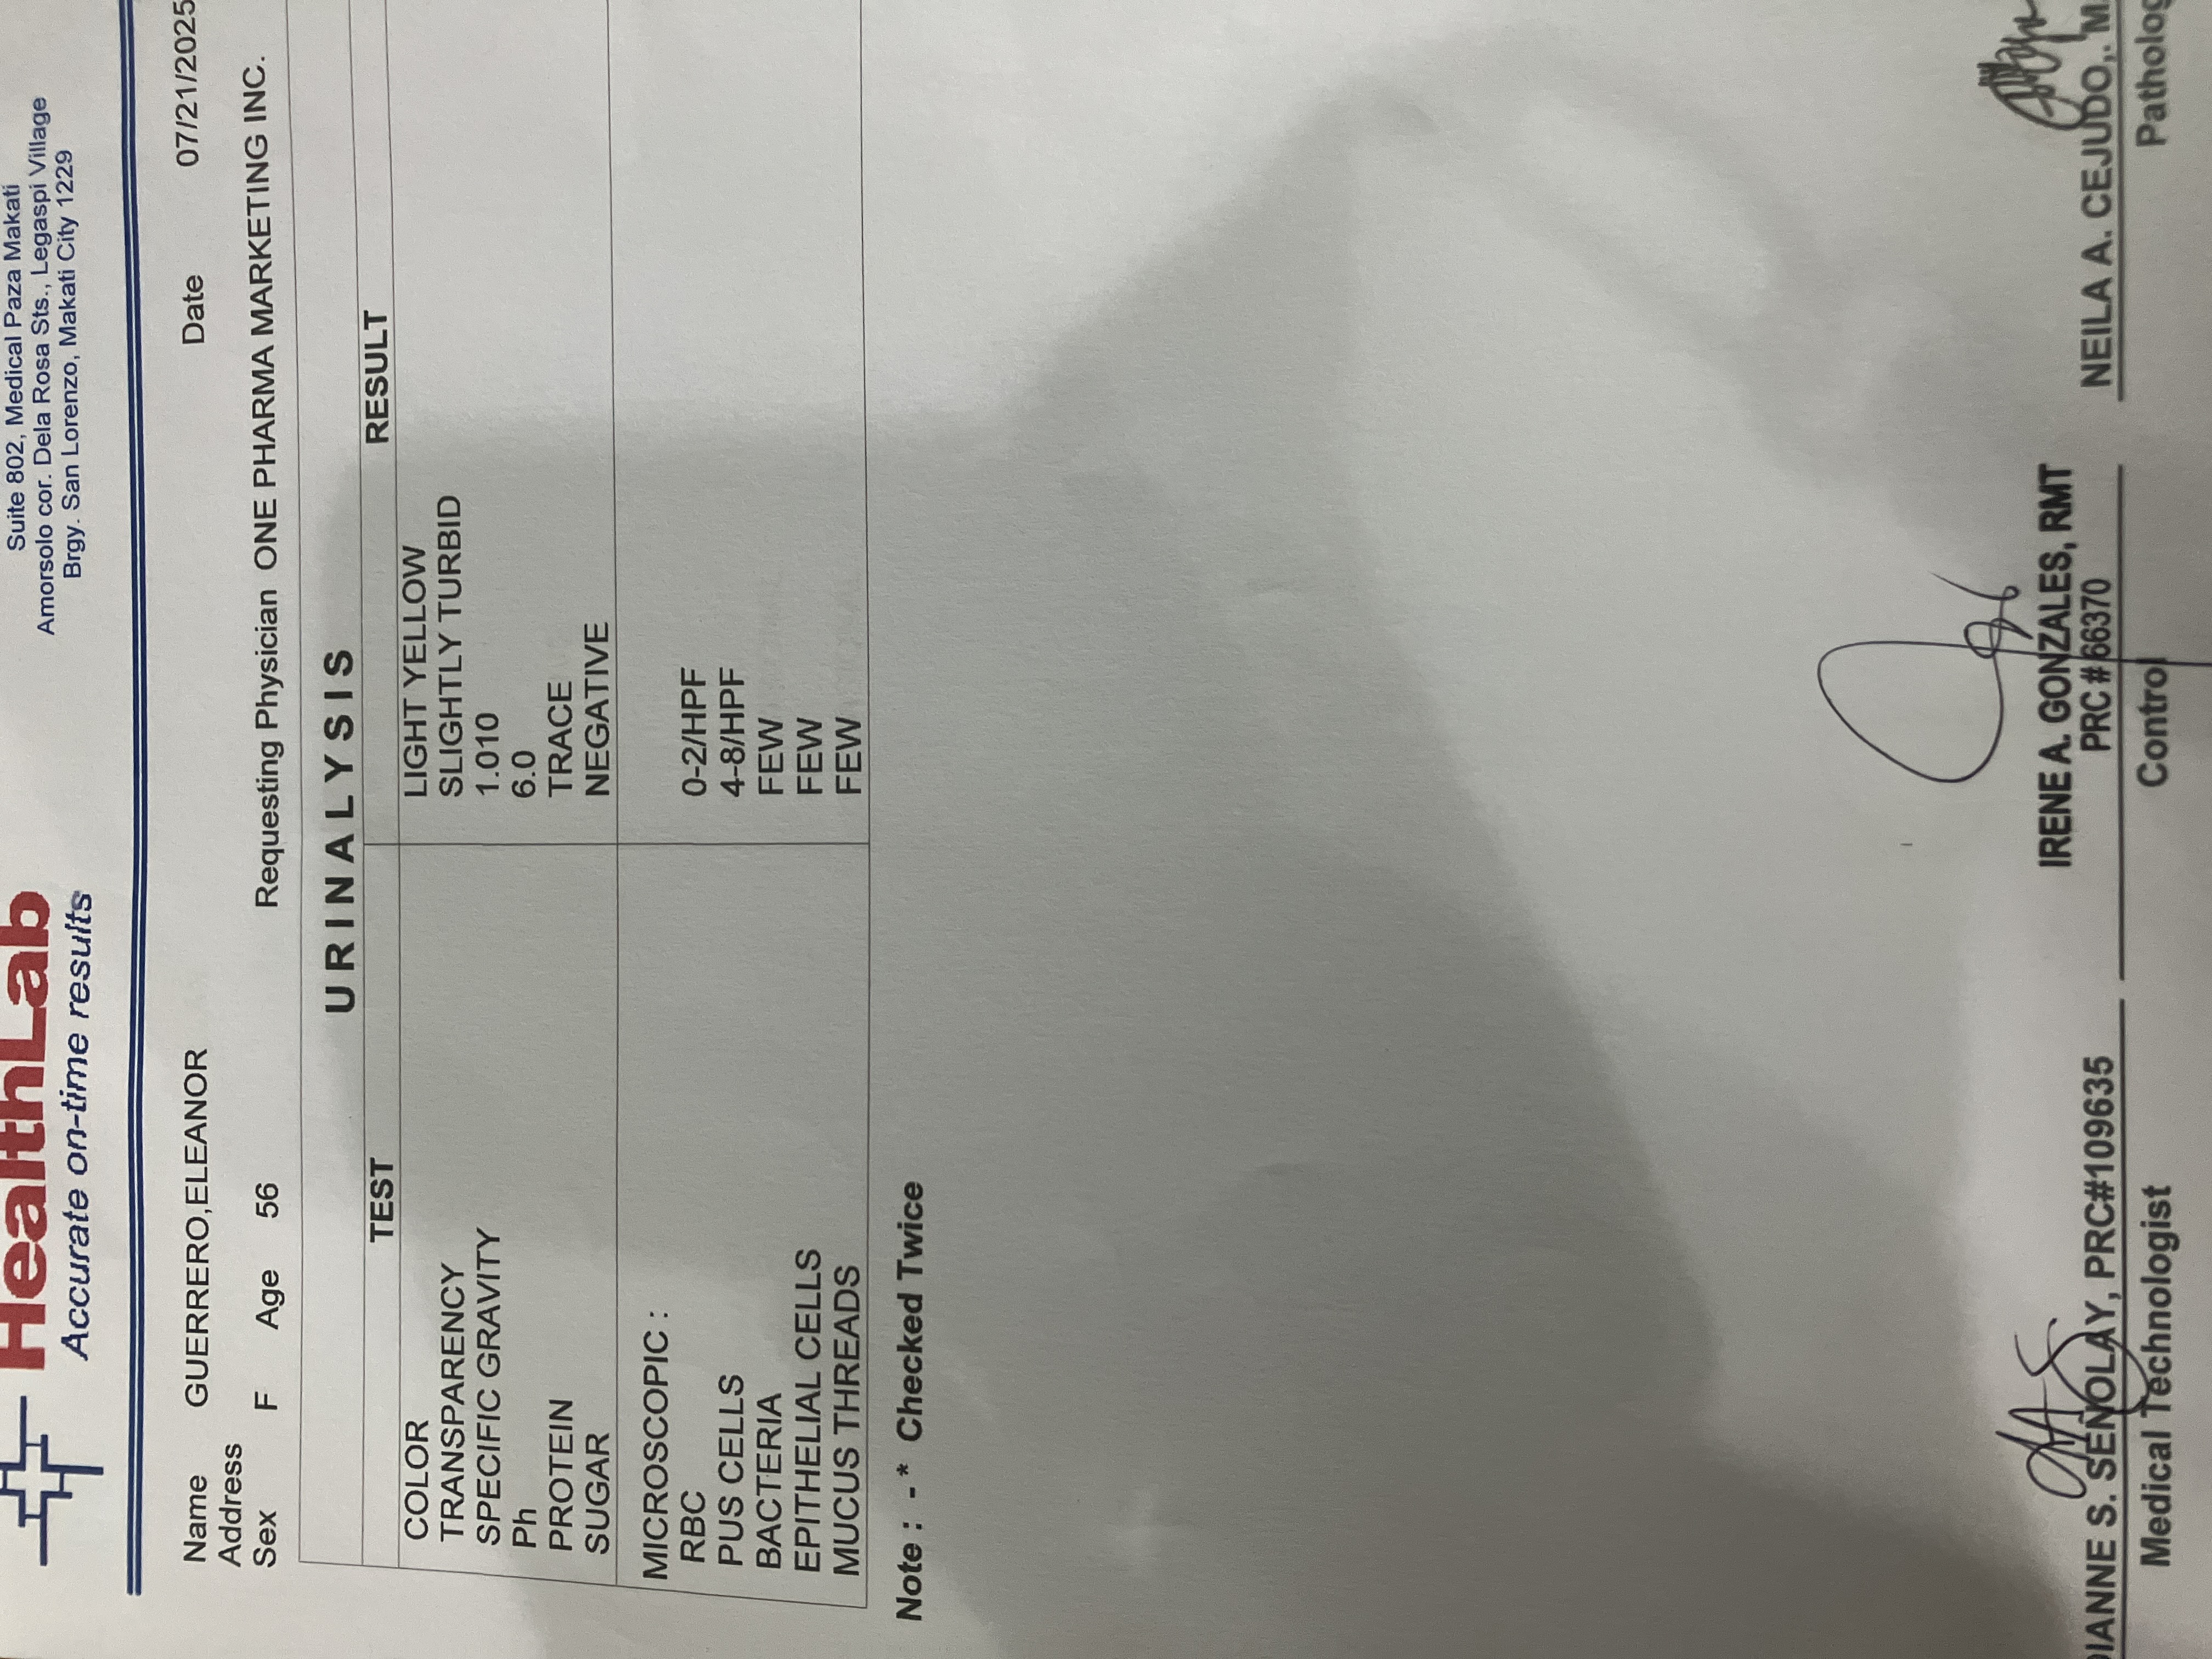 HealthLab
Accurate on-time results
Suite 802, Medical Paza Makati
Amorsolo cor. Dela Rosa Sts., Legaspi Village
Brgy. San Lorenzo, Makati City 1229
Name GUERRERO,ELEANOR Date 07/21/2025
Address
Sex F Age 56 Requesting Physician ONE PHARMA MARKETING INC.
URINALYSIS
TEST RESULT
COLOR LIGHT YELLOW
TRANSPARENCY SLIGHTLY TURBID
SPECIFIC GRAVITY 1.010
Ph 6.0
PROTEIN TRACE
SUGAR NEGATIVE
MICROSCOPIC :
RBC 0-2/HPF
PUS CELLS 4-8/HPF
BACTERIA FEW
EPITHELIAL CELLS FEW
MUCUS THREADS FEW
Note : - * Checked Twice
IRENE A. GONZALES, RMT
DIANNE S. SEÑOLAY, PRC#109635 PRC # 66370 NEILA A. CEJUDO,. M
Medical Technologist Control Patholog